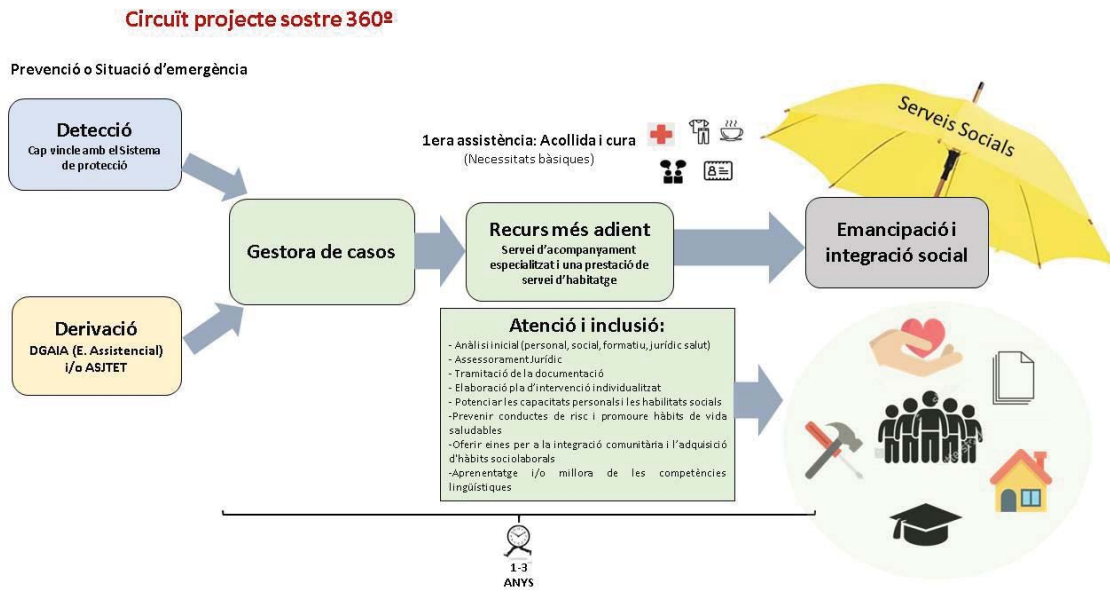 Circuït projecte sostre 360º
Prevenció o Situació d'emergència
Detecció
Cap vincle amb el Sistema
de protecció
Derivació
DGAIA (E. Assistencial)
i/o ASJTET
Gestora de casos
1era assistència: Acollida i cura
(Necessitats bàsiques)
Recurs més adient
Servei d'acompanyament
especialitzat i una prestació de
servei d'habitatge
Serveis Socials
Emancipació i
integració social
Atenció i inclusió:
- Anàlisi inicial (personal, social, formatiu, jurídic salut)
- Assessorament Jurídic
- Tramitació de la documentació
- Elaboració pla d'intervenció individualitzat
- Potenciar les capacitats personals i les habilitats socials
-Prevenir conductes de risc i promoure hàbits de vida
saludables
-Oferir eines per a la integració comunitària i l'adquisició
d'hàbits sociolaborals
-Aprenentatge i/o millora de les competències
lingüístiques
1-3
ANYS